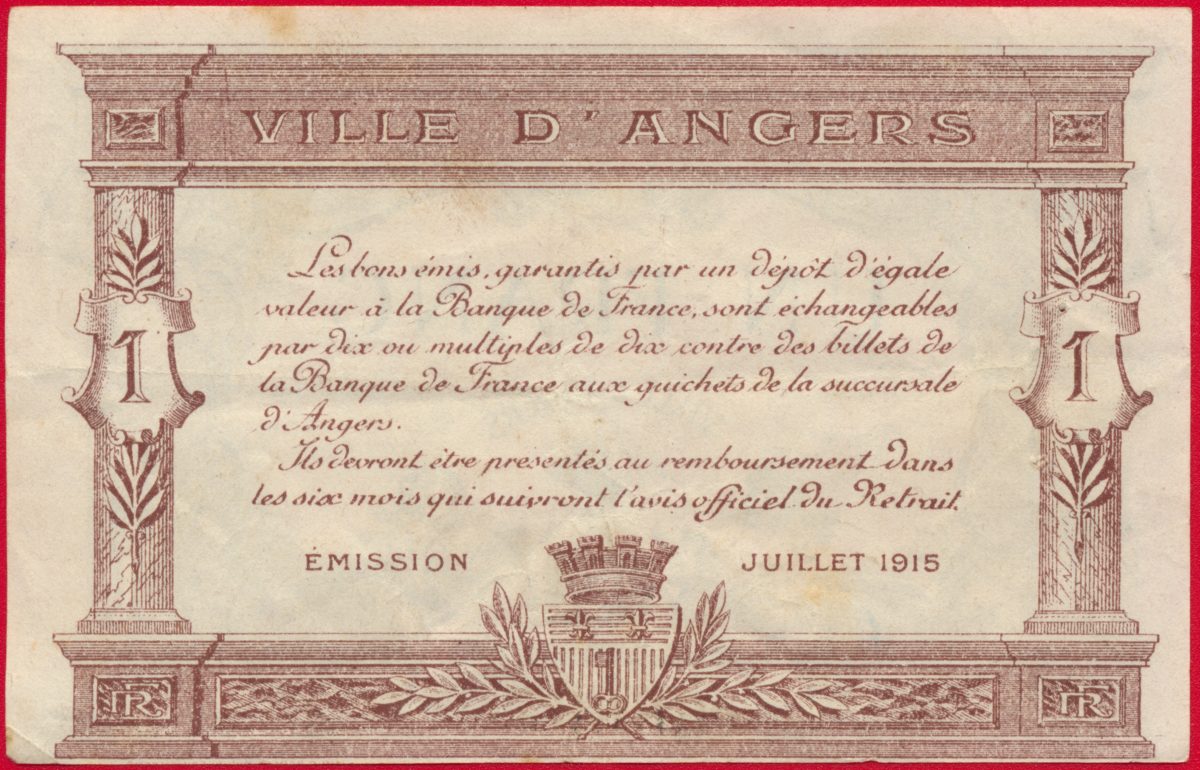 VILLE D'ANGERS
Les bons émis, garantis par un dépôt d'égale
valeur à la Banque de France, sont échangeables
par dix ou multiples de dix contre des billets de
la Banque de France aux guichets de la succursale
d'Angers.
Ils devront être presentés au remboursement dans
les six mois qui suivront l'avis officiel du Retrait.
1
1
ÉMISSION JUILLET 1915
RF
RF